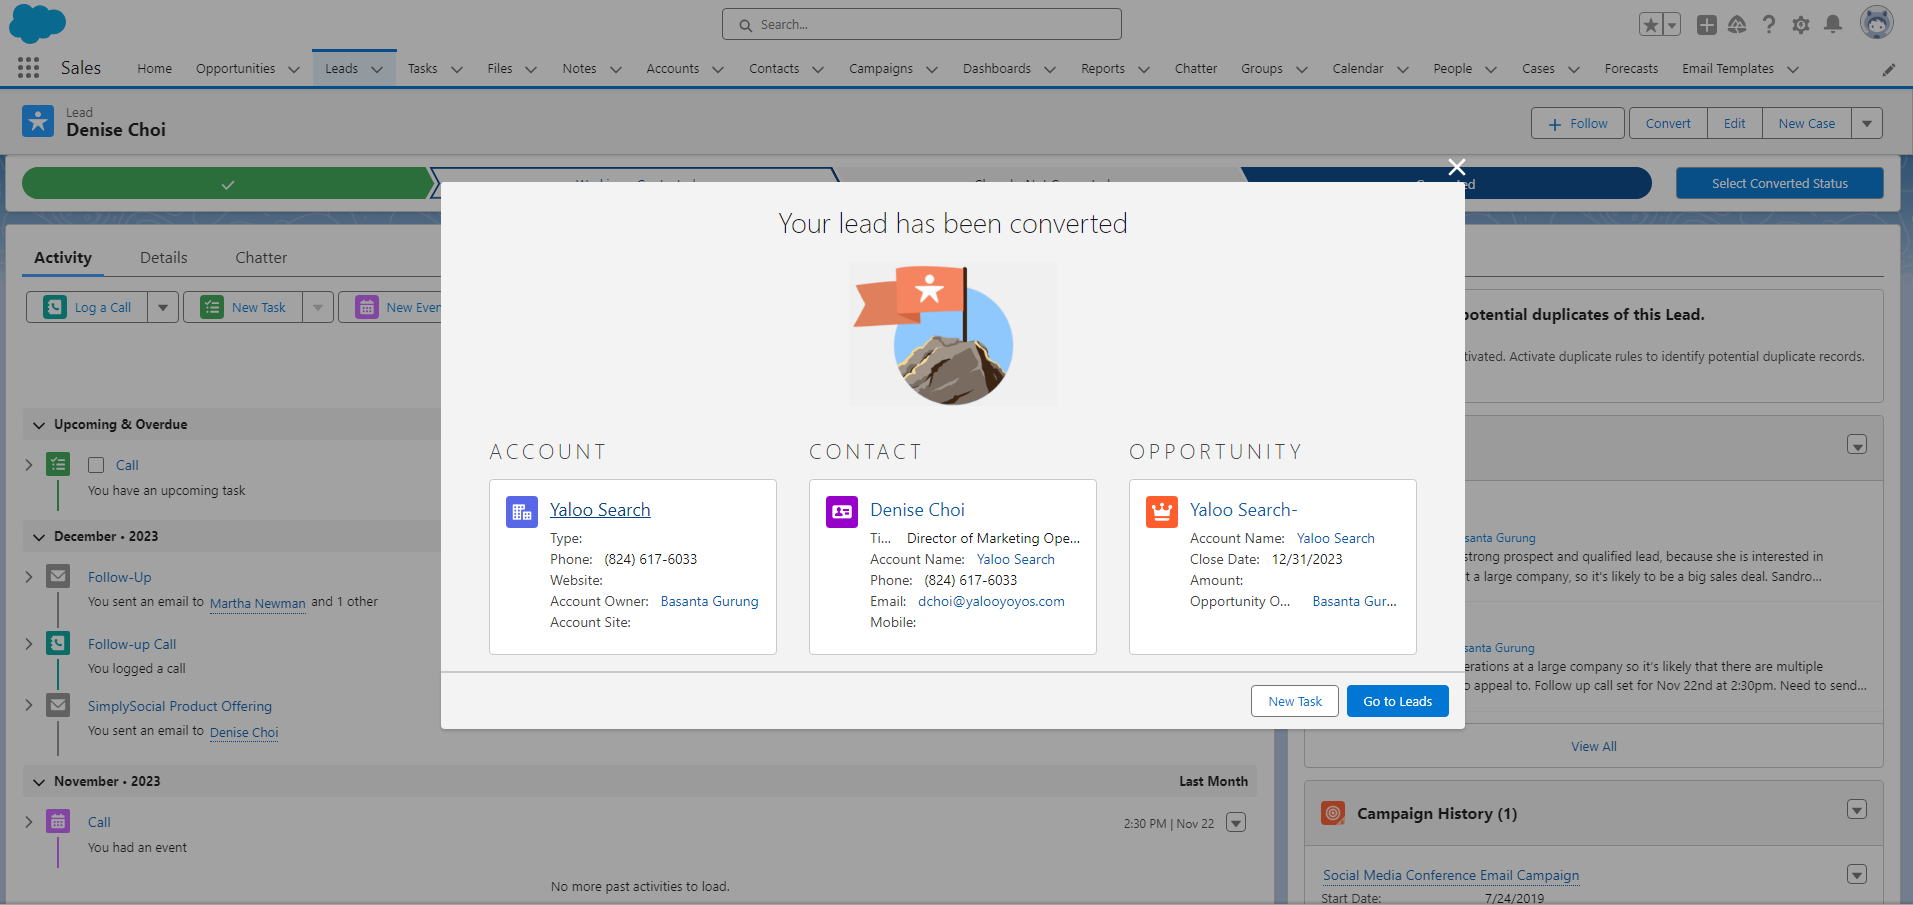 Search...
Sales
Home
Opportunities
Leads
Tasks
Files
Notes
Accounts
Contacts
Campaigns
Dashboards
Reports
Chatter
Groups
Calendar
People
Cases
Forecasts
Email Templates
Lead
Denise Choi
Follow
Convert
Edit
New Case
Select Converted Status
Activity
Details
Chatter
Log a Call
New Task
New Even
Upcoming & Overdue
Call
You have an upcoming task
December • 2023
Follow-Up
You sent an email to Martha Newman and 1 other
Follow-up Call
You logged a call
SimplySocial Product Offering
You sent an email to Denise Choi
November • 2023
Last Month
Call
2:30 PM | Nov 22
You had an event
No more past activities to load.
Your lead has been converted
ACCOUNT
Yaloo Search
Type:
Phone: (824) 617-6033
Website:
Account Owner: Basanta Gurung
Account Site:
CONTACT
Denise Choi
Ti... Director of Marketing Ope...
Account Name: Yaloo Search
Phone: (824) 617-6033
Email: dchoi@yalooyoyos.com
Mobile:
OPPORTUNITY
Yaloo Search-
Account Name: Yaloo Search
Close Date: 12/31/2023
Amount:
Opportunity O... Basanta Gur...
New Task
Go to Leads
potential duplicates of this Lead.
tivated. Activate duplicate rules to identify potential duplicate records.
asanta Gurung
strong prospect and qualified lead, because she is interested in
t a large company, so it's likely to be a big sales deal. Sandro...
santa Gurung
erations at a large company so it's likely that there are multiple
o appeal to. Follow up call set for Nov 22nd at 2:30pm. Need to send...
View All
Campaign History (1)
Social Media Conference Email Campaign
Start Date: 7/24/2019